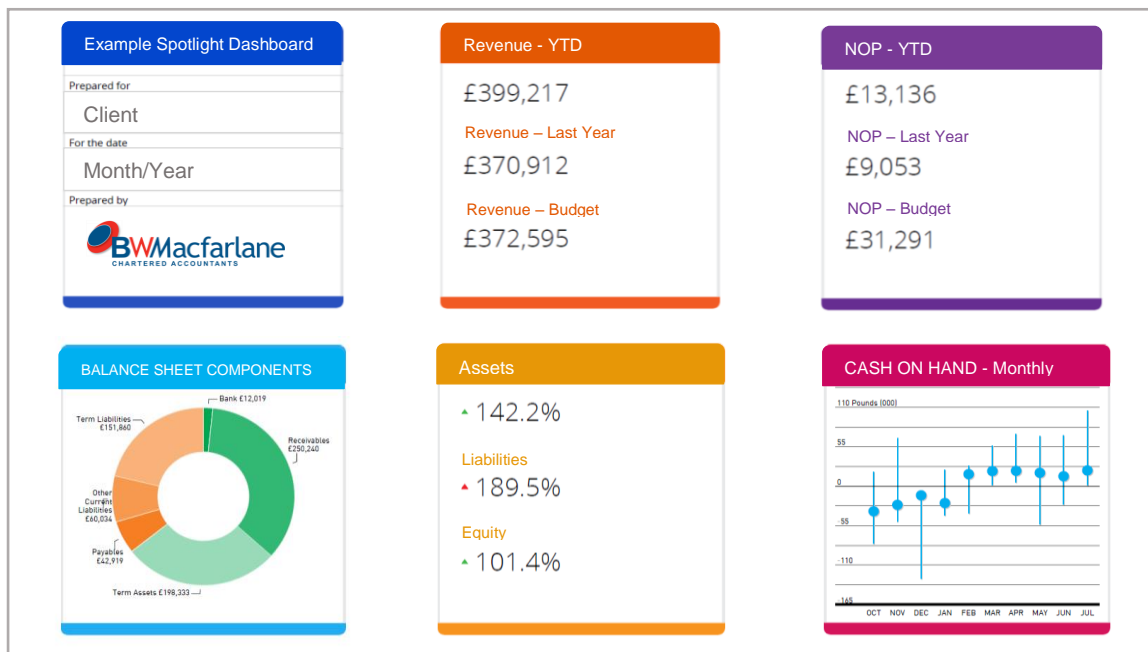 Example Spotlight Dashboard
Prepared for
Client
For the date
Month/Year
Prepared by
BWMacfarlane
CHARTERED ACCOUNTANTS
Revenue - YTD
£399,217
Revenue – Last Year
£370,912
Revenue – Budget
£372,595
NOP - YTD
£13,136
NOP – Last Year
£9,053
NOP – Budget
£31,291
BALANCE SHEET COMPONENTS
Bank £12,019
Term Liabilities
£151,860
Receivables
£250,240
Other
Current
Liabilities
£60,034
Payables
£42,919
Term Assets £198,333
Assets
142.2%
Liabilities
189.5%
Equity
101.4%
CASH ON HAND - Monthly
110 Pounds (000)
55
0
-55
-110
-165
OCT NOV DEC JAN FEB MAR APR MAY JUN JUL